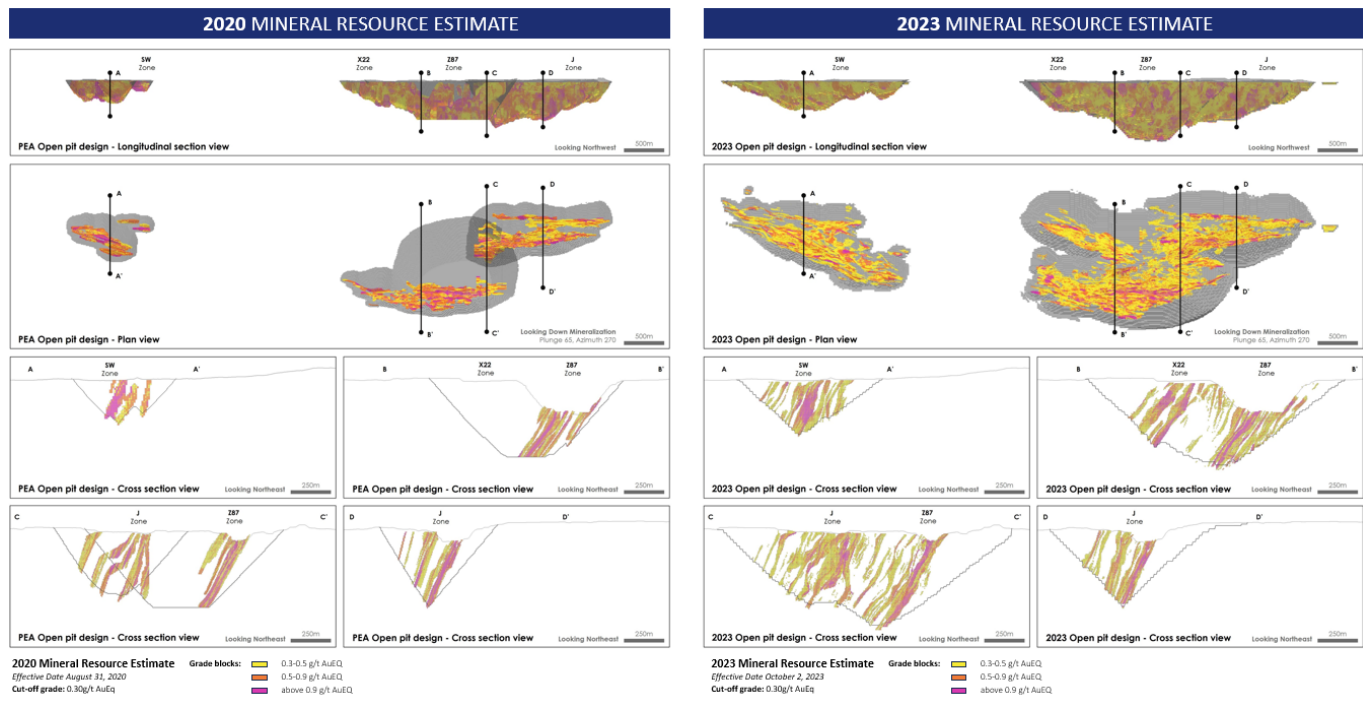 2020 MINERAL RESOURCE ESTIMATE
SW
Zone
A
X22
Zone
B
Z87
Zone
C
D
J
Zone
PEA Open pit design - Longitudinal section view
Looking Northwest
500m
A
A'
B
B'
C
C'
D
D'
PEA Open pit design - Plan view
Looking Down Mineralization
Plunge 65, Azimuth 270
500m
A
SW
Zone
A'
PEA Open pit design - Cross section view
Looking Northeast
250m
B
X22
Zone
Z87
Zone
B'
PEA Open pit design - Cross section view
Looking Northeast
250m
C
J
Zone
Z87
Zone
C'
PEA Open pit design - Cross section view
Looking Northeast
250m
D
J
Zone
D'
PEA Open pit design - Cross section view
Looking Northeast
250m
2020 Mineral Resource Estimate
Effective Date August 31, 2020
Cut-off grade: 0.30g/t AuEq
Grade blocks:
0.3-0.5 g/t AuEQ
0.5-0.9 g/t AuEQ
above 0.9 g/t AuEQ
2023 MINERAL RESOURCE ESTIMATE
A
SW
Zone
X22
Zone
B
Z87
Zone
C
D
J
Zone
2023 Open pit design - Longitudinal section view
Looking Northwest
500m
A
A'
B
B'
C
C'
D
D'
2023 Open pit design - Plan view
Looking Down Mineralization
Plunge 65, Azimuth 270
500m
A
SW
Zone
A'
2023 Open pit design - Cross section view
Looking Northeast
250m
B
X22
Zone
Z87
Zone
B'
2023 Open pit design - Cross section view
Looking Northeast
250m
C
J
Zone
Z87
Zone
C'
2023 Open pit design - Cross section view
Looking Northeast
250m
D
J
Zone
D'
2023 Open pit design - Cross section view
Looking Northeast
250m
2023 Mineral Resource Estimate
Effective Date October 2, 2023
Cut-off grade: 0.30g/t AuEq
Grade blocks:
0.3-0.5 g/t AuEQ
0.5-0.9 g/t AuEQ
above 0.9 g/t AuEQ